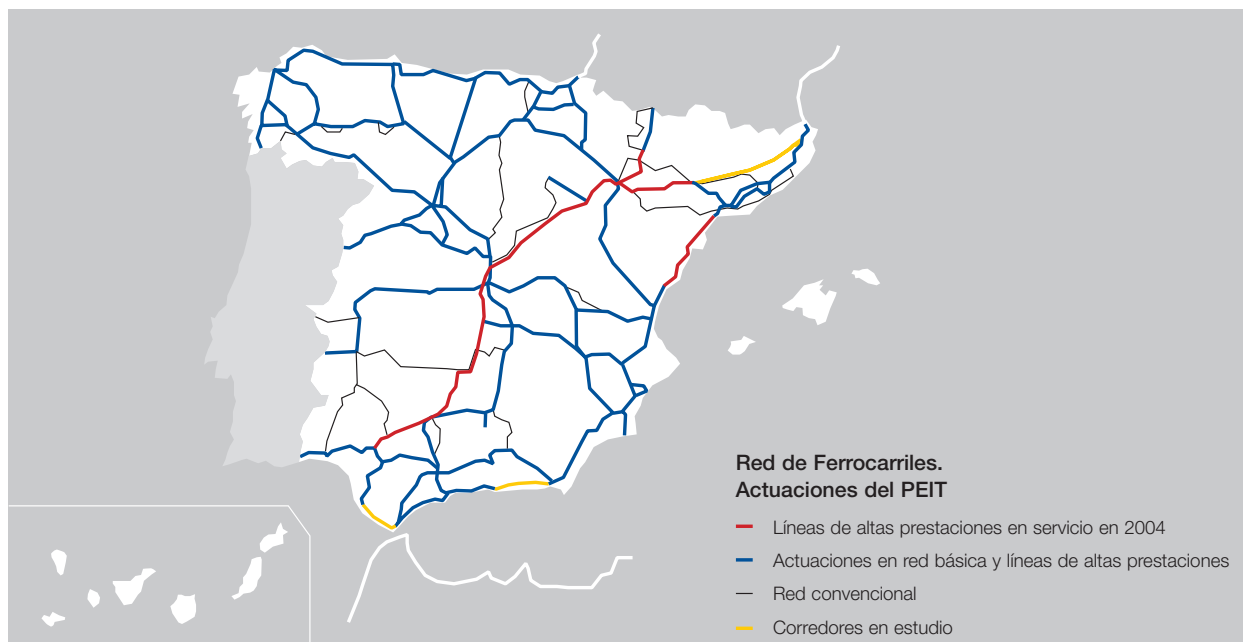 Red de Ferrocarriles.
Actuaciones del PEIT
Líneas de altas prestaciones en servicio en 2004
Actuaciones en red básica y líneas de altas prestaciones
Red convencional
Corredores en estudio